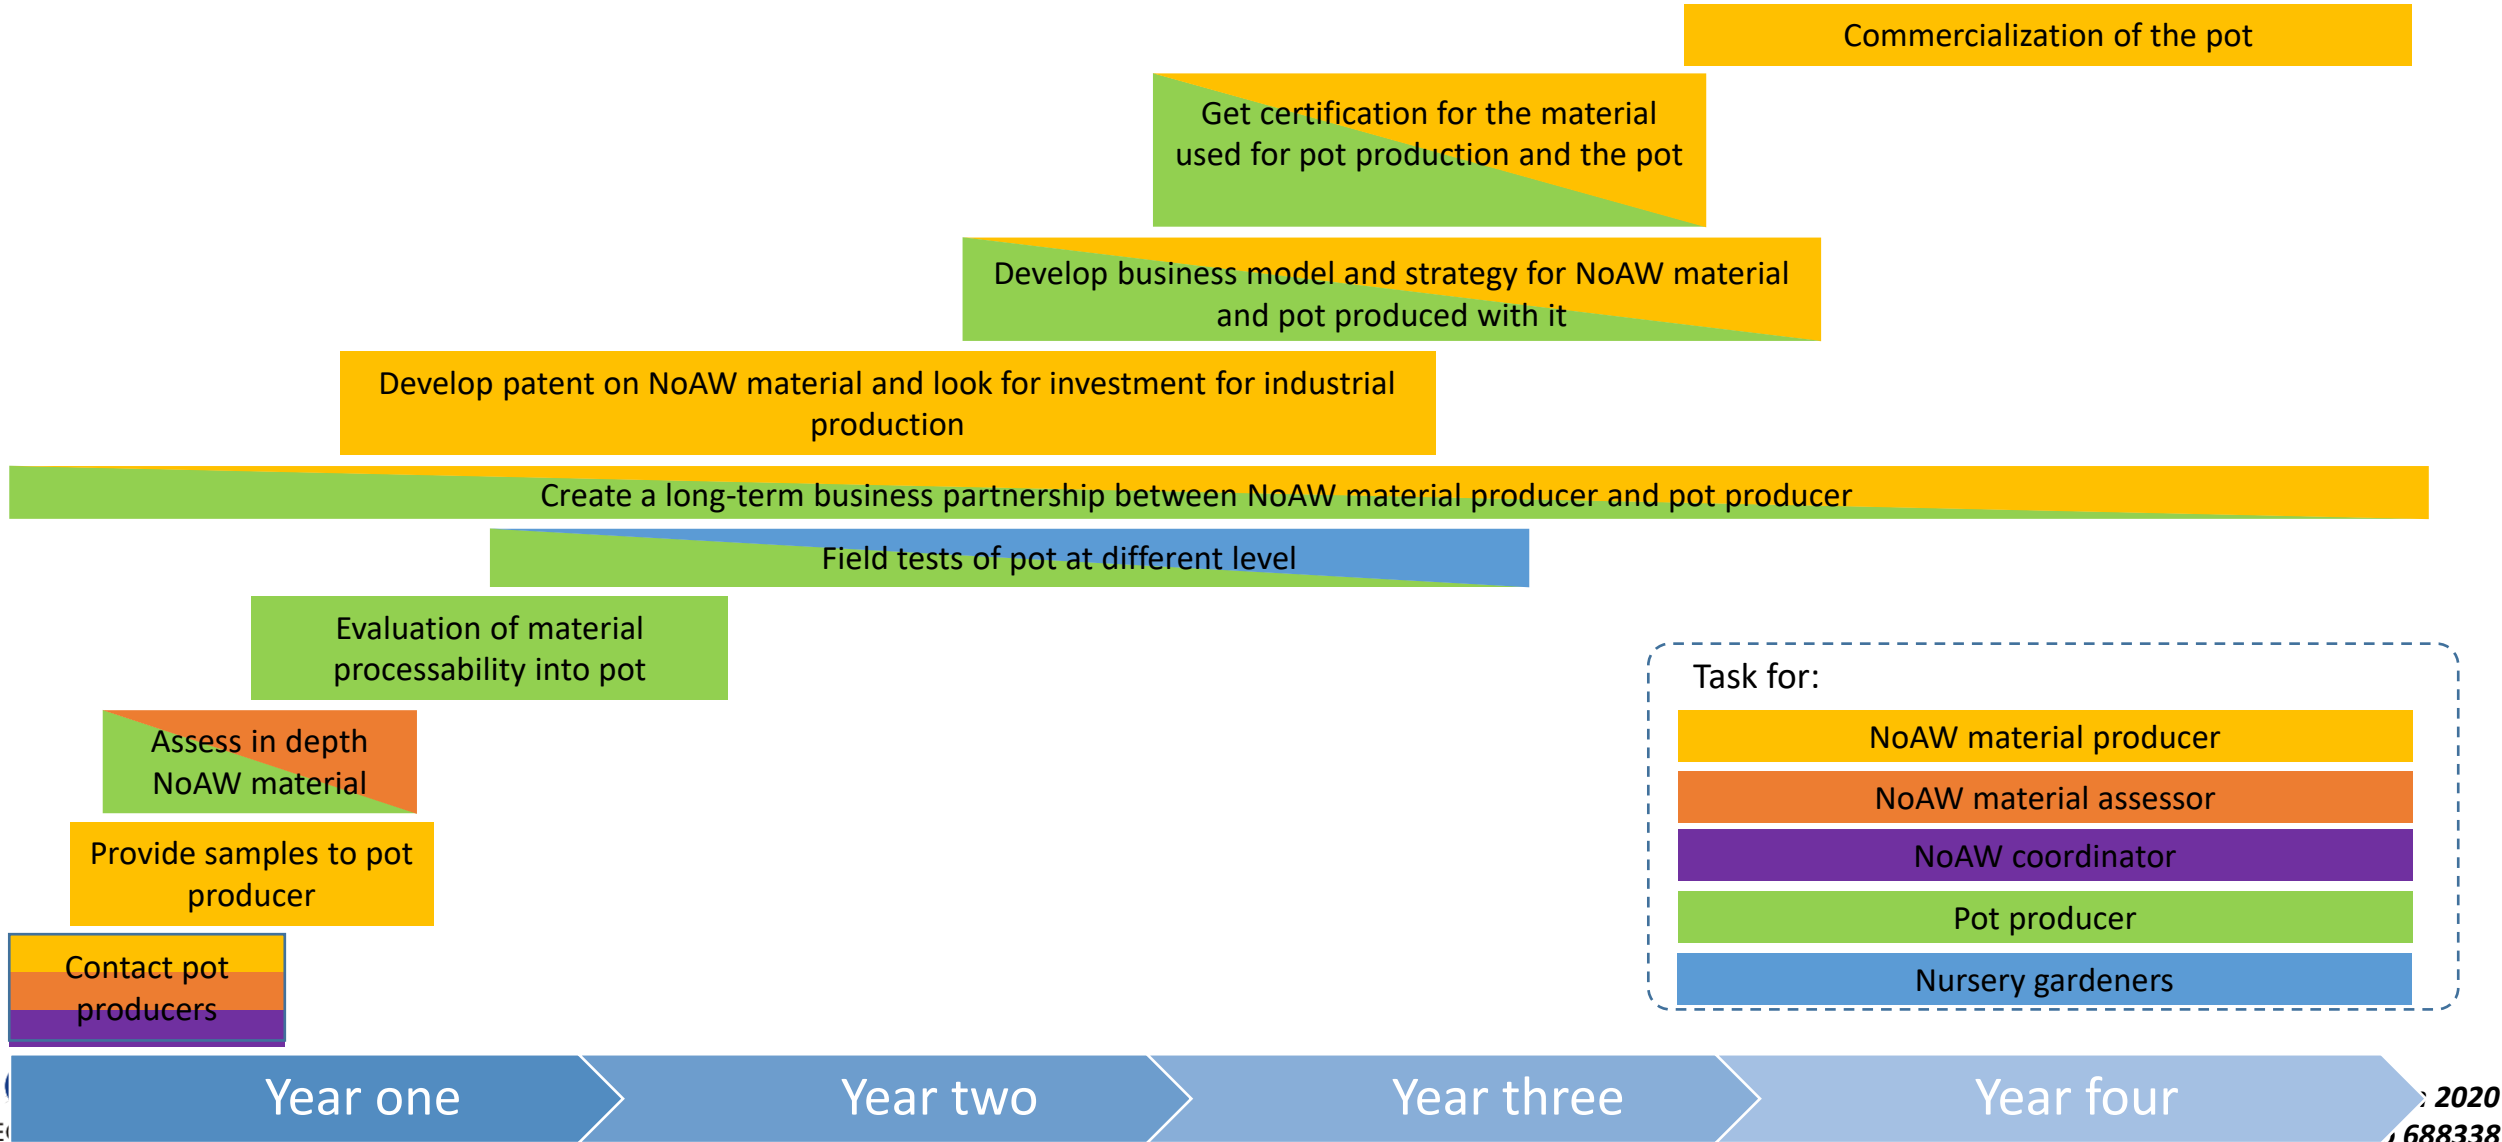 Commercialization of the pot
Get certification for the material
used for pot production and the pot
Develop business model and strategy for NoAW material
and pot produced with it
Develop patent on NoAW material and look for investment for industrial
production
Create a long-term business partnership between NoAW material producer and pot producer
Field tests of pot at different level
Evaluation of material
processability into pot
Assess in depth
NoAW material
Provide samples to pot
producer
Contact pot
producers
Task for:
NoAW material producer
NoAW material assessor
NoAW coordinator
Pot producer
Nursery gardeners
Year one
Year two
Year three
Year four
2020
688338